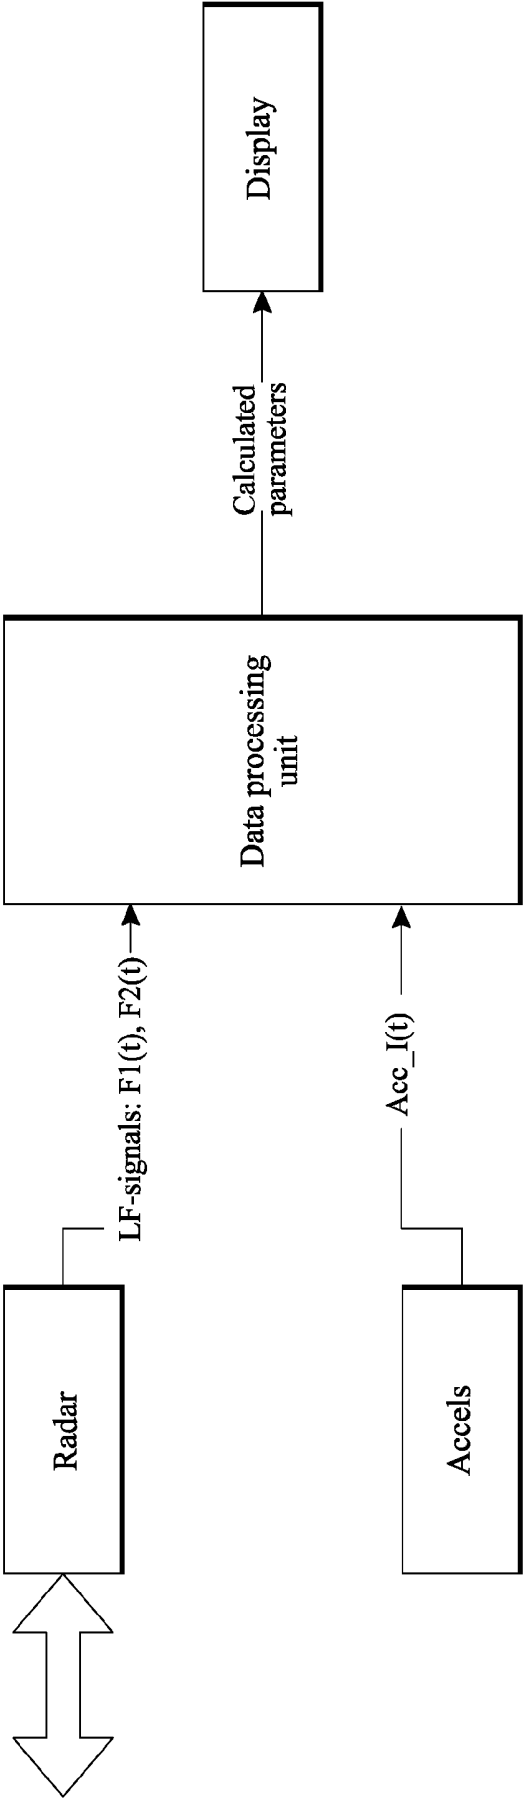 Radar
LF-signals: F1(t), F2(t)
Accels
Acc_I(t)
Data processing
unit
Calculated
parameters
Display